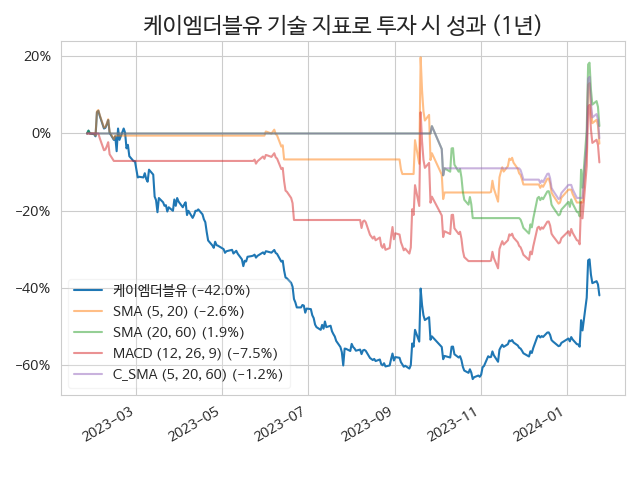 케이엠더블유 기술 지표로 투자 시 성과 (1년)
20%
0%
−20%
−40%
−60%
케이엠더블유 (−42.0%)
SMA (5, 20) (−2.6%)
SMA (20, 60) (1.9%)
MACD (12, 26, 9) (−7.5%)
C_SMA (5, 20, 60) (−1.2%)
2023−03
2023−05
2023−07
2023−09
2023−11
2024−01